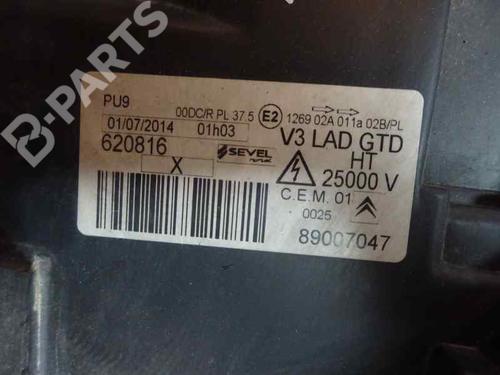 B-PARTS
PU9
00DC/R PL 37.5 E2 1269 02A 011a 02B/PL
01/07/2014 01h03 V3 LAD GTD
620816 SEVEL HT
X 25000 V
C.E.M. 01
0025
89007047